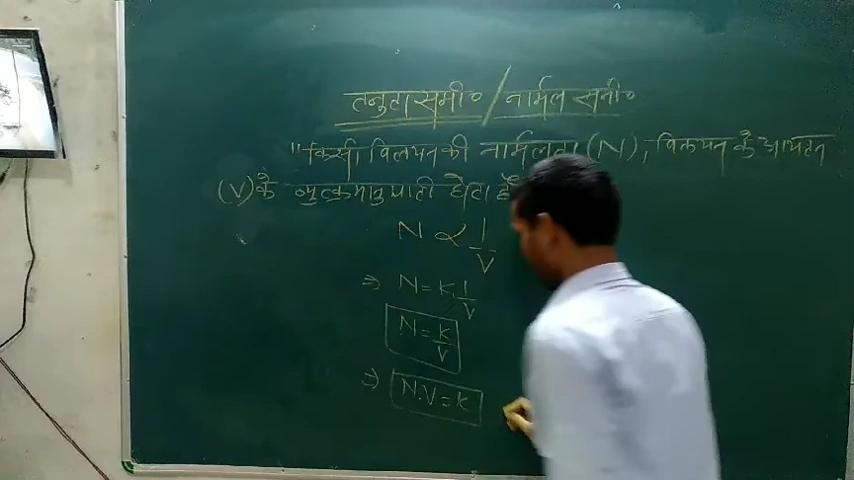 तनुता समी० / नार्मल समी०
"किसी विलयन की नार्मलता (N), विलयन के आयतन
(V) के व्युत्क्रमानुपाती होता है
N ∝ 1/V
⇒ N = K 1/V
N = K/V
⇒ N.V = K